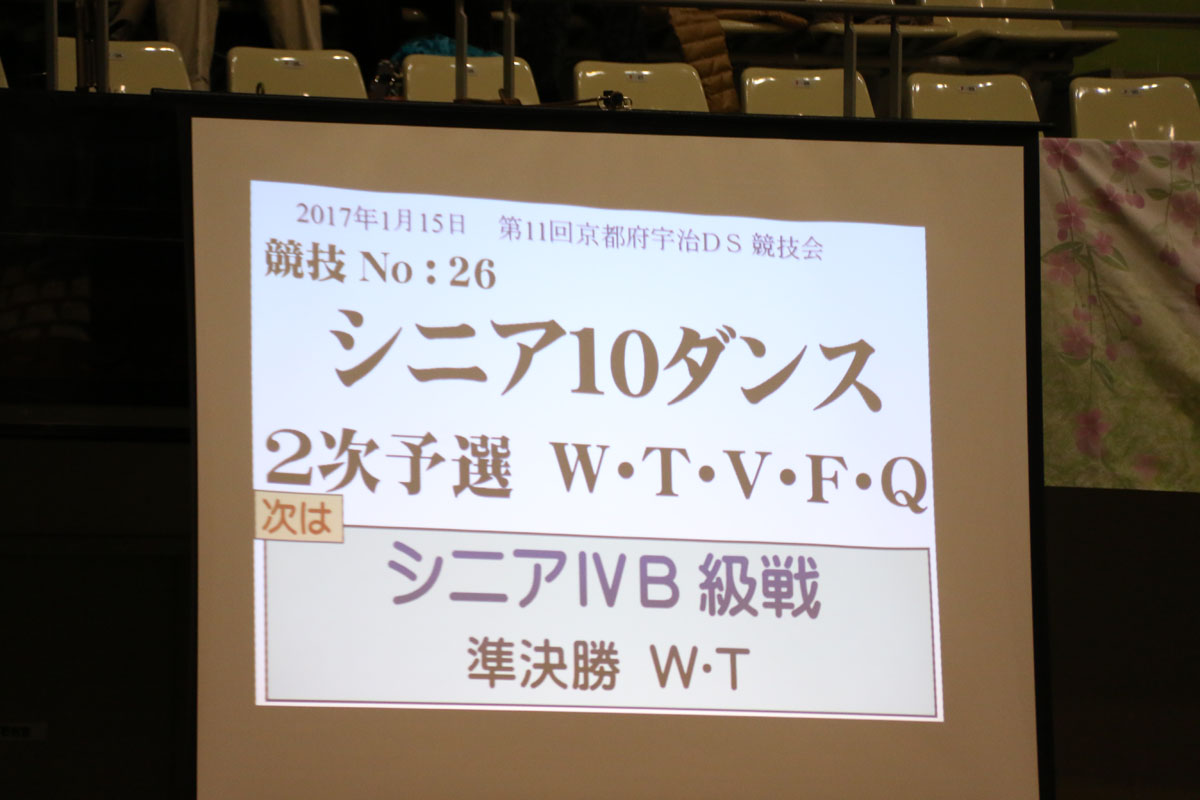 2017年1月15日 第11回京都府宇治DS 競技会
競技 No:26
シニア10ダンス
2次予選 W・T・V・F・Q
次は
シニアⅣB 級戦
準決勝 W・T